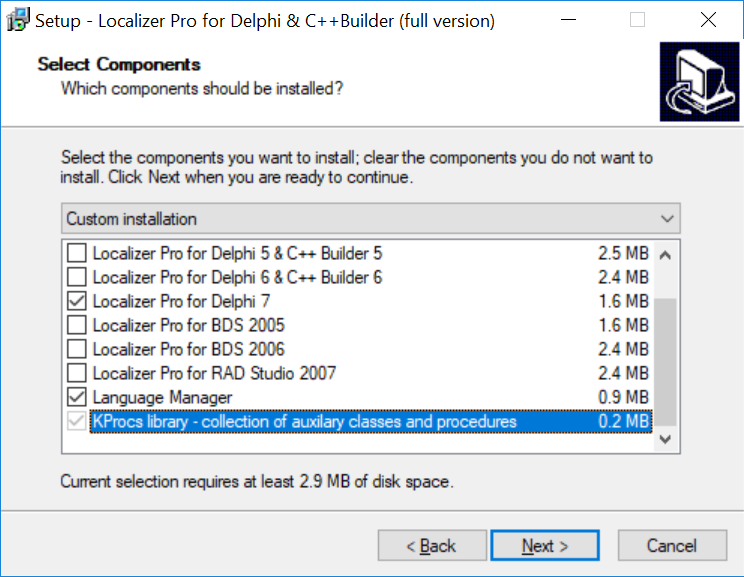 Setup - Localizer Pro for Delphi & C++Builder (full version)
Select Components
Which components should be installed?
Select the components you want to install; clear the components you do not want to
install. Click Next when you are ready to continue.
Custom installation
Localizer Pro for Delphi 5 & C++ Builder 5 2.5 MB
Localizer Pro for Delphi 6 & C++ Builder 6 2.4 MB
Localizer Pro for Delphi 7 1.6 MB
Localizer Pro for BDS 2005 1.6 MB
Localizer Pro for BDS 2006 2.4 MB
Localizer Pro for RAD Studio 2007 2.4 MB
Language Manager 0.9 MB
KProcs library - collection of auxilary classes and procedures 0.2 MB
Current selection requires at least 2.9 MB of disk space.
< Back Next > Cancel